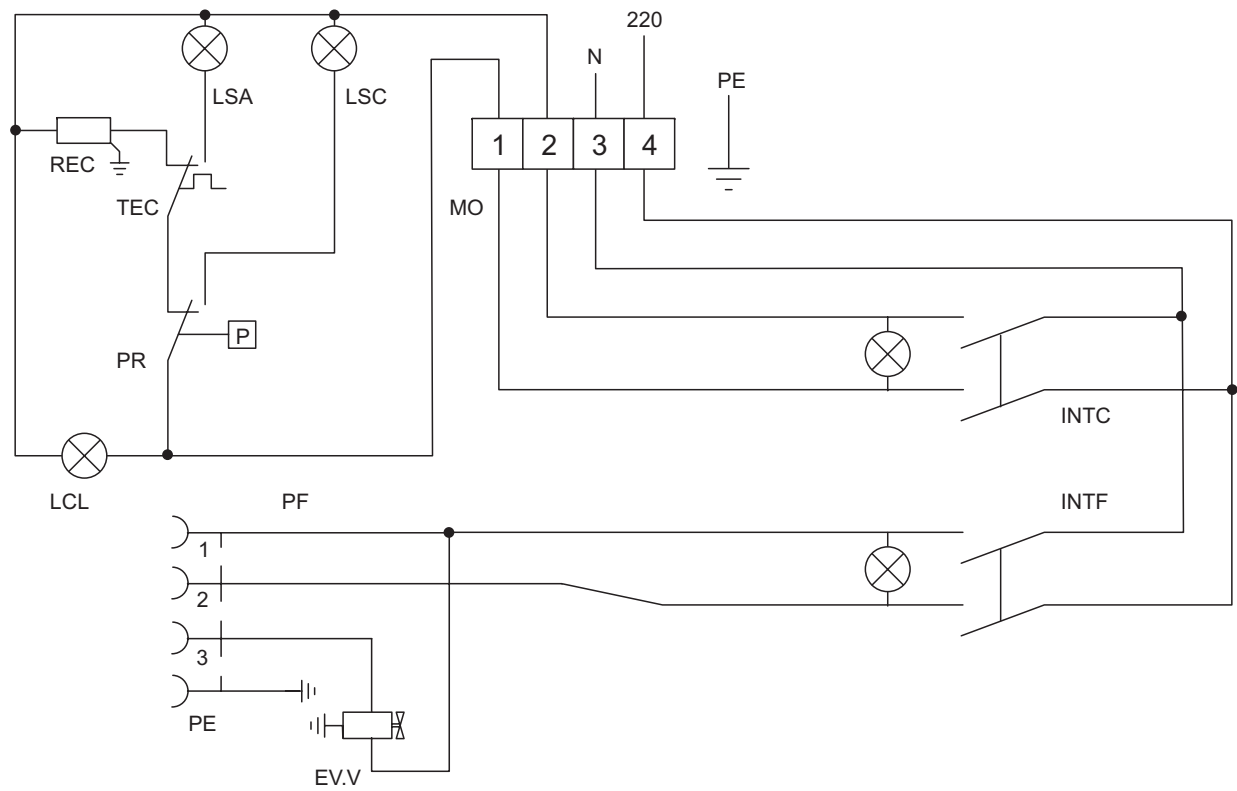 220
N
PE
LSA
LSC
1 2 3 4
REC
TEC
MO
P
PR
INTC
LCL
PF
INTF
1
2
3
PE
EV.V